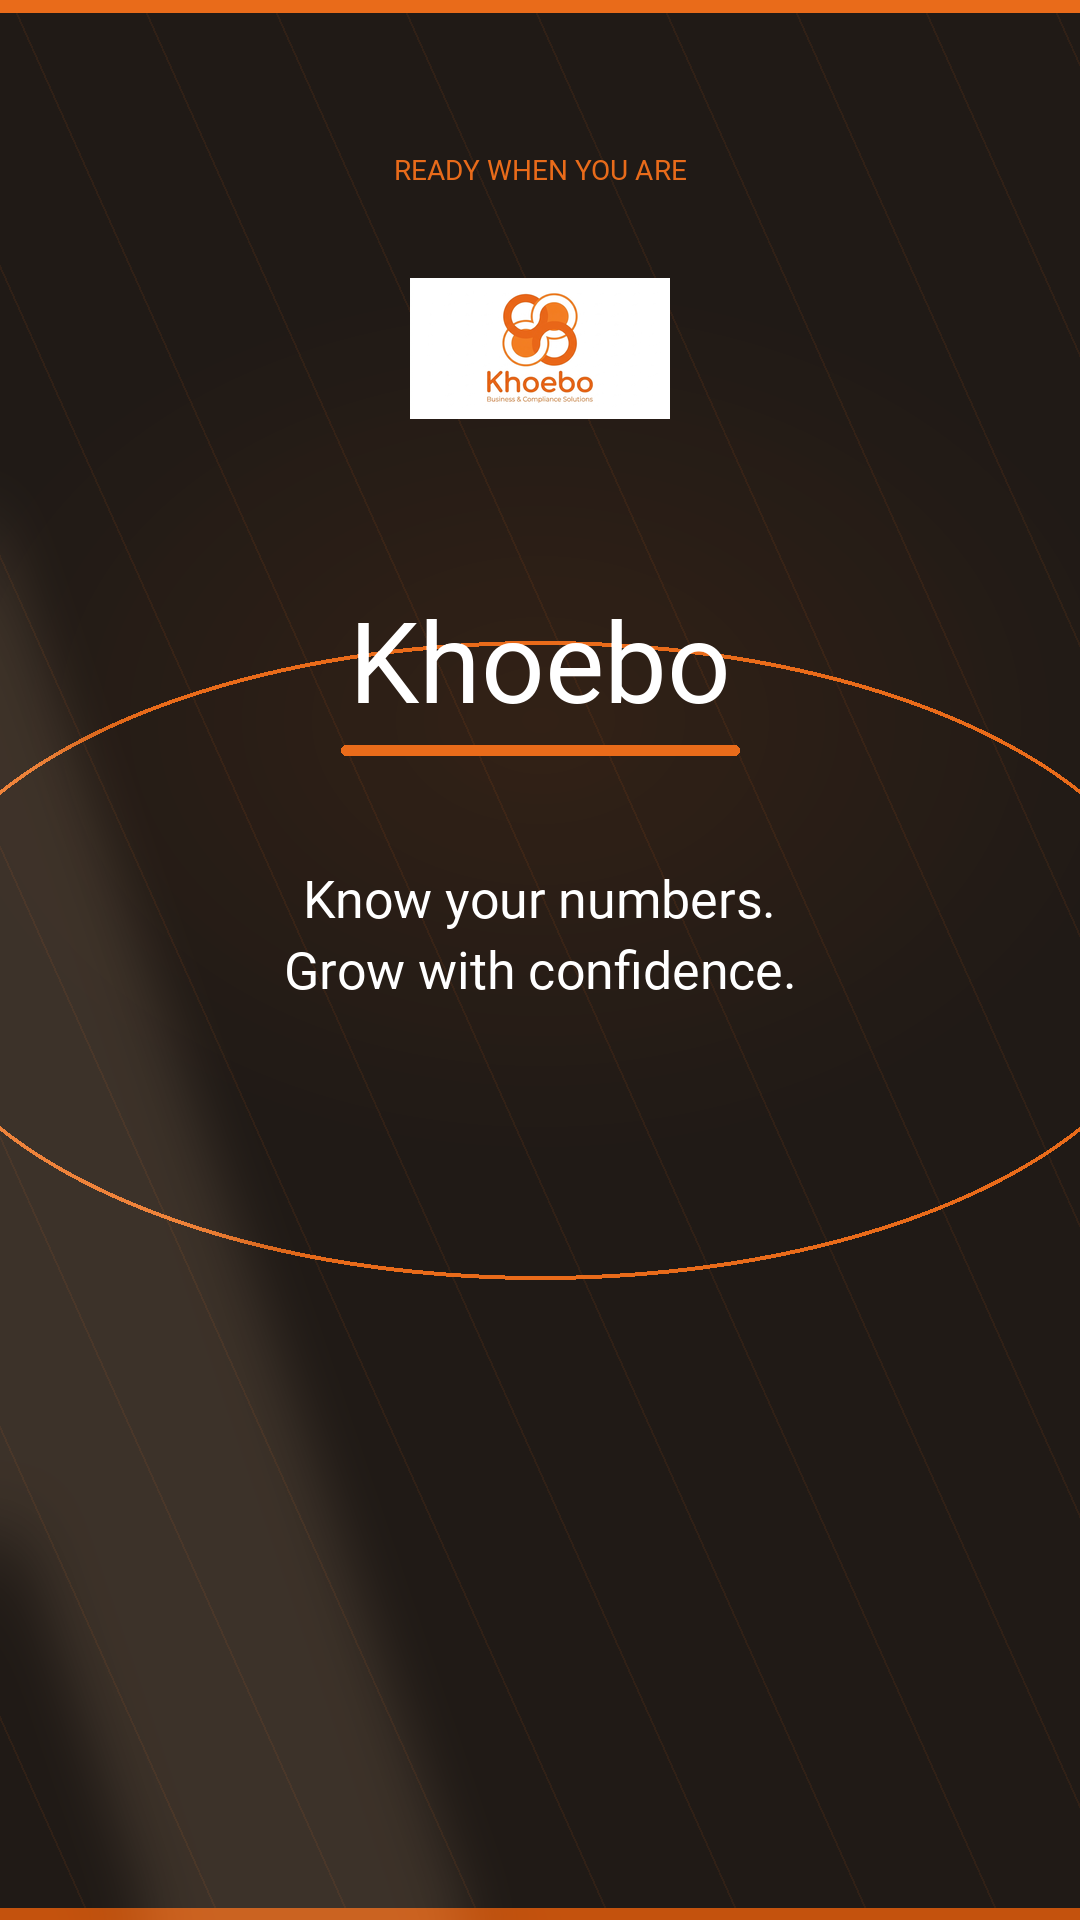 READY WHEN YOU ARE
Khoebo
Business & Compliance Solutions
Khoebo
Know your numbers.
Grow with confidence.